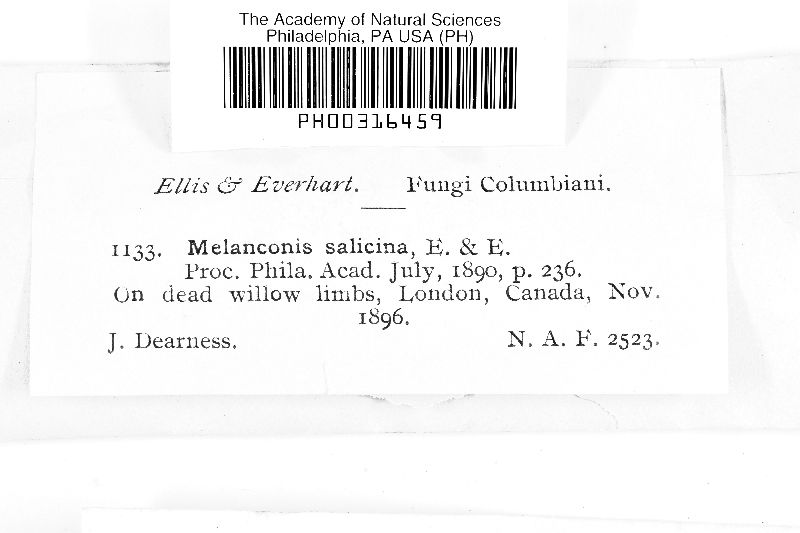 The Academy of Natural Sciences
Philadelphia, PA USA (PH)
PH00316459
Ellis & Everhart. Fungi Columbiani.
1133. Melanconis salicina, E. & E.
Proc. Phila. Acad. July, 1890, p. 236.
On dead willow limbs, London, Canada, Nov.
1896.
J. Dearness. N. A. F. 2523.